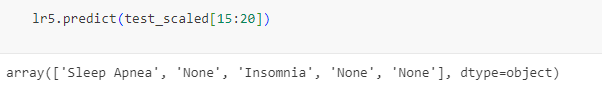 lr5.predict(test_scaled[15:20])
array(['Sleep Apnea', 'None', 'Insomnia', 'None', 'None'], dtype=object)